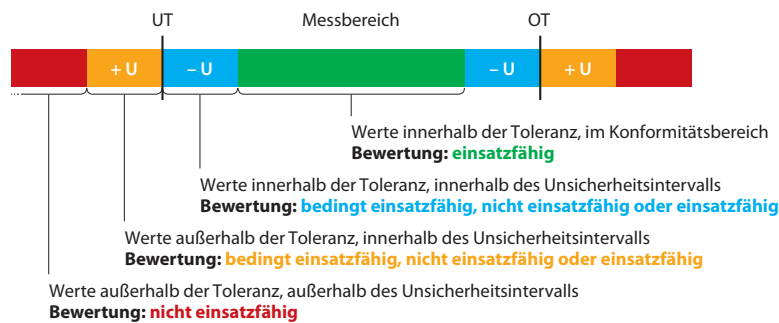 UT Messbereich OT
+ U – U – U + U
Werte innerhalb der Toleranz, im Konformitätsbereich
Bewertung: einsatzfähig
Werte innerhalb der Toleranz, innerhalb des Unsicherheitsintervalls
Bewertung: bedingt einsatzfähig, nicht einsatzfähig oder einsatzfähig
Werte außerhalb der Toleranz, innerhalb des Unsicherheitsintervalls
Bewertung: bedingt einsatzfähig, nicht einsatzfähig oder einsatzfähig
Werte außerhalb der Toleranz, außerhalb des Unsicherheitsintervalls
Bewertung: nicht einsatzfähig